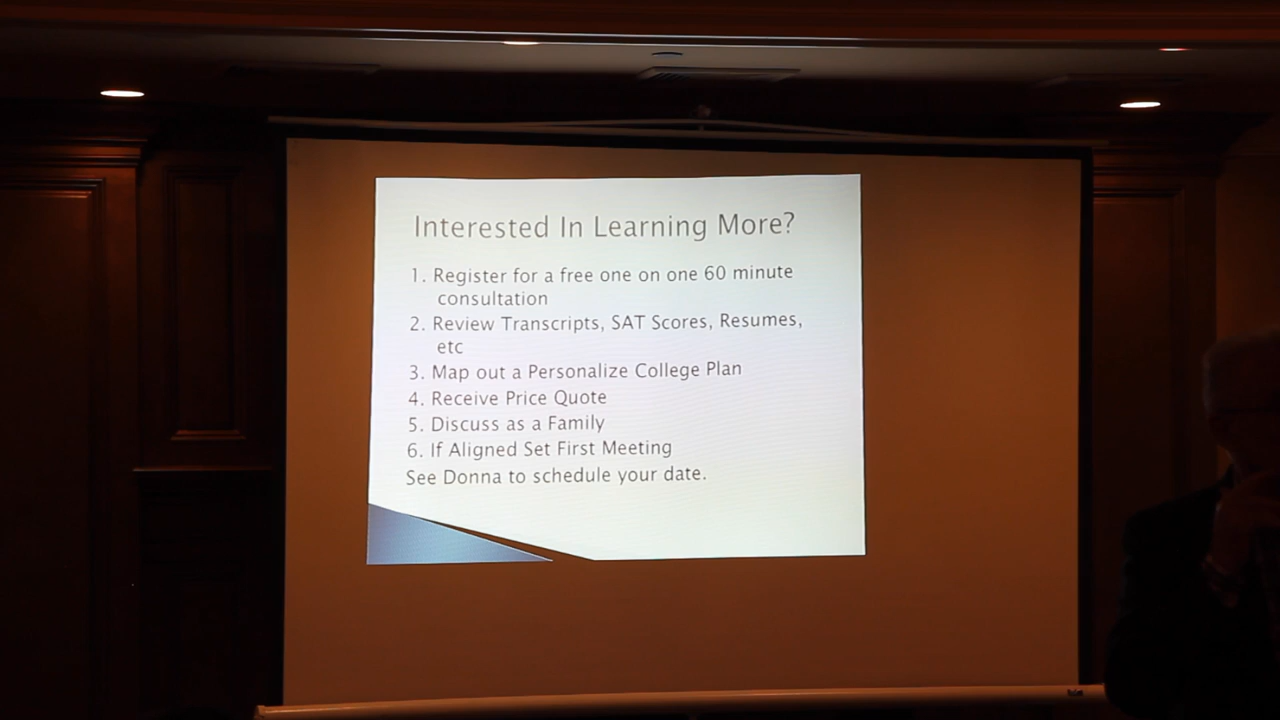 Interested In Learning More?
1. Register for a free one on one 60 minute
consultation
2. Review Transcripts, SAT Scores, Resumes,
etc
3. Map out a Personalize College Plan
4. Receive Price Quote
5. Discuss as a Family
6. If Aligned Set First Meeting
See Donna to schedule your date.